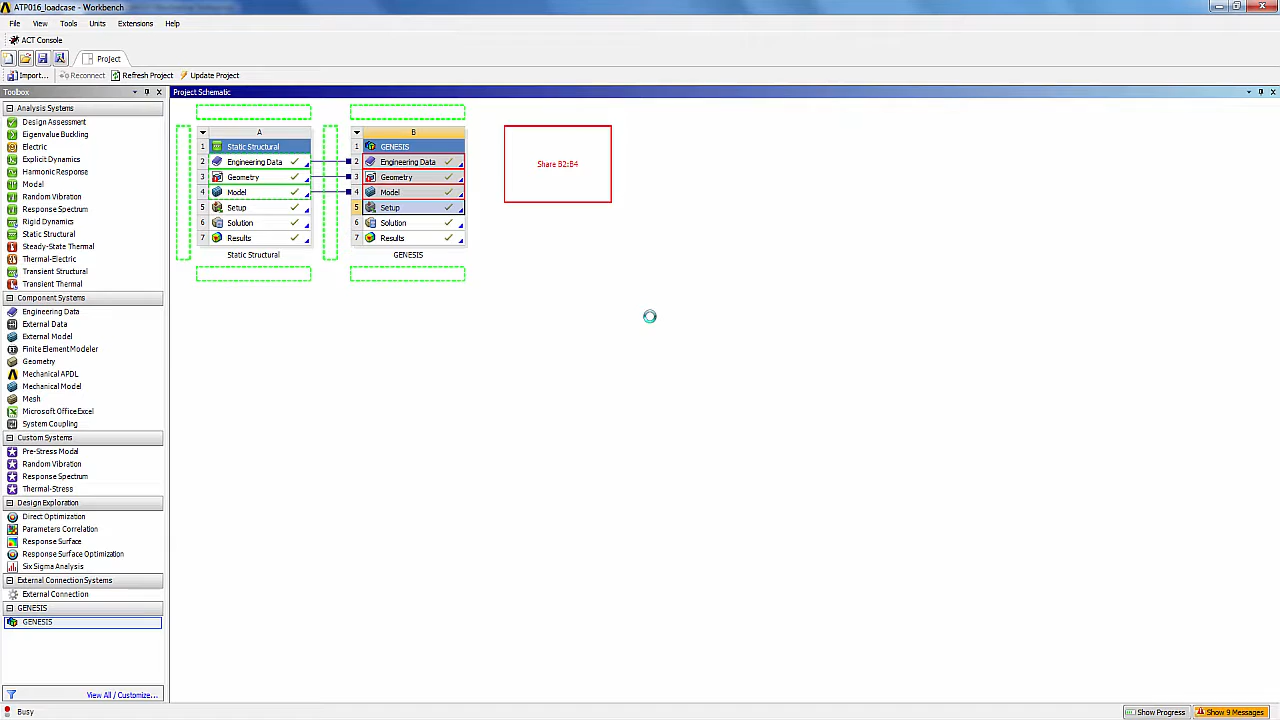 ATP016_loadcase - Workbench
File View Tools Units Extensions Help
ACT Console
Project
Import... Reconnect Refresh Project Update Project
Toolbox
Project Schematic
Analysis Systems
Design Assessment
Eigenvalue Buckling
Electric
Explicit Dynamics
Harmonic Response
Modal
Random Vibration
Response Spectrum
Rigid Dynamics
Static Structural
Steady-State Thermal
Thermal-Electric
Transient Structural
Transient Thermal
Component Systems
Engineering Data
External Data
External Model
Finite Element Modeler
Geometry
Mechanical APDL
Mechanical Model
Mesh
Microsoft Office Excel
System Coupling
Custom Systems
Pre-Stress Modal
Random Vibration
Response Spectrum
Thermal-Stress
Design Exploration
Direct Optimization
Parameters Correlation
Response Surface
Response Surface Optimization
Six Sigma Analysis
External Connection Systems
External Connection
GENESIS
GENESIS
View All / Customize...
A
1 Static Structural
2 Engineering Data
3 Geometry
4 Model
5 Setup
6 Solution
7 Results
Static Structural
B
1 GENESIS
2 Engineering Data
3 Geometry
4 Model
5 Setup
6 Solution
7 Results
GENESIS
Share B2:B4
Busy
Show Progress
Show 9 Messages